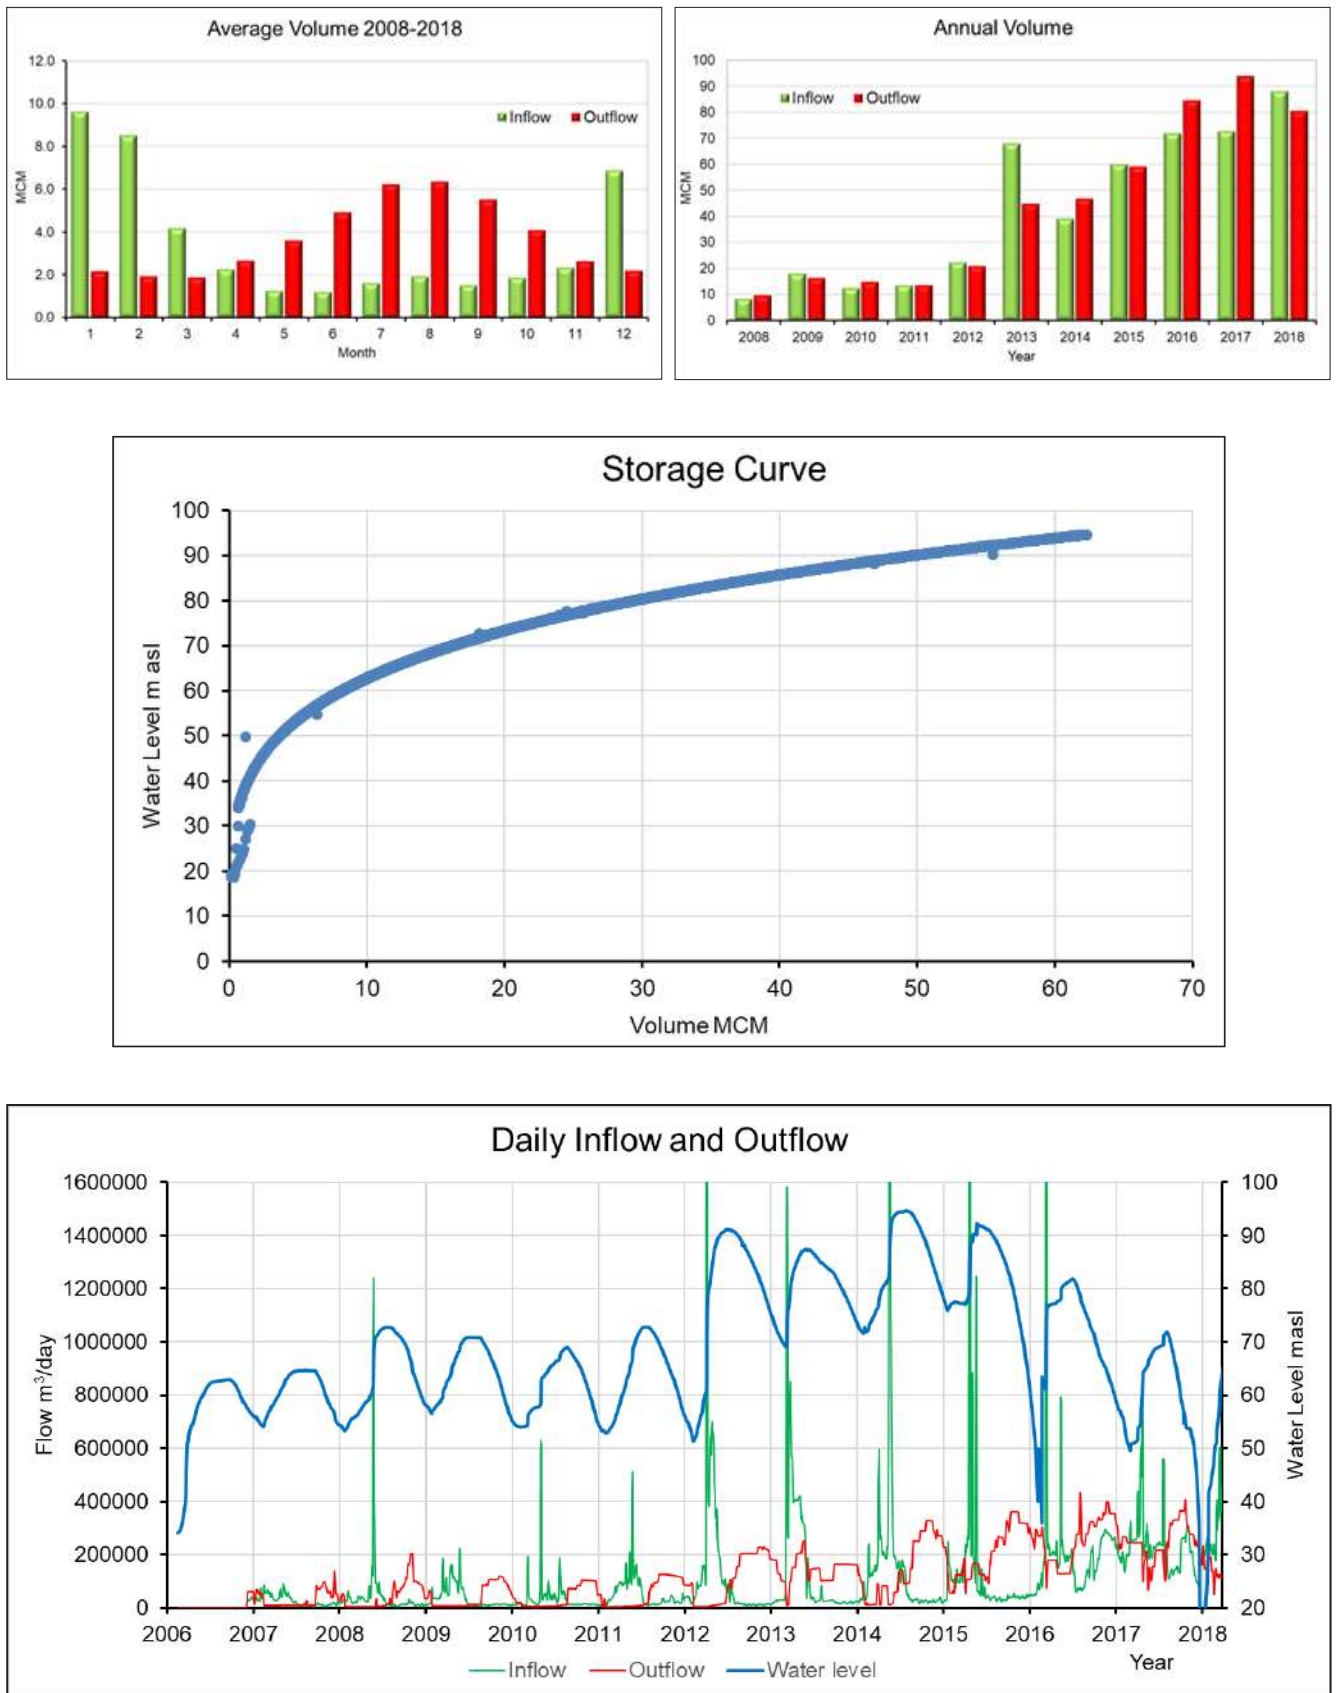 Average Volume 2008-2018
12.0
10.0
8.0
6.0
4.0
2.0
0.0
MCM
Inflow Outflow
1 2 3 4 5 6 7 8 9 10 11 12
Month
Annual Volume
100
90
80
70
60
50
40
30
20
10
0
MCM
Inflow Outflow
2008 2009 2010 2011 2012 2013 2014 2015 2016 2017 2018
Year
Storage Curve
100
90
80
70
60
50
40
30
20
10
0
Water Level m asl
0 10 20 30 40 50 60 70
Volume MCM
Daily Inflow and Outflow
1600000
1400000
1200000
1000000
800000
600000
400000
200000
0
Flow m³/day
100
90
80
70
60
50
40
30
20
Water Level masl
2006 2007 2008 2009 2010 2011 2012 2013 2014 2015 2016 2017 2018
Year
Inflow Outflow Water level